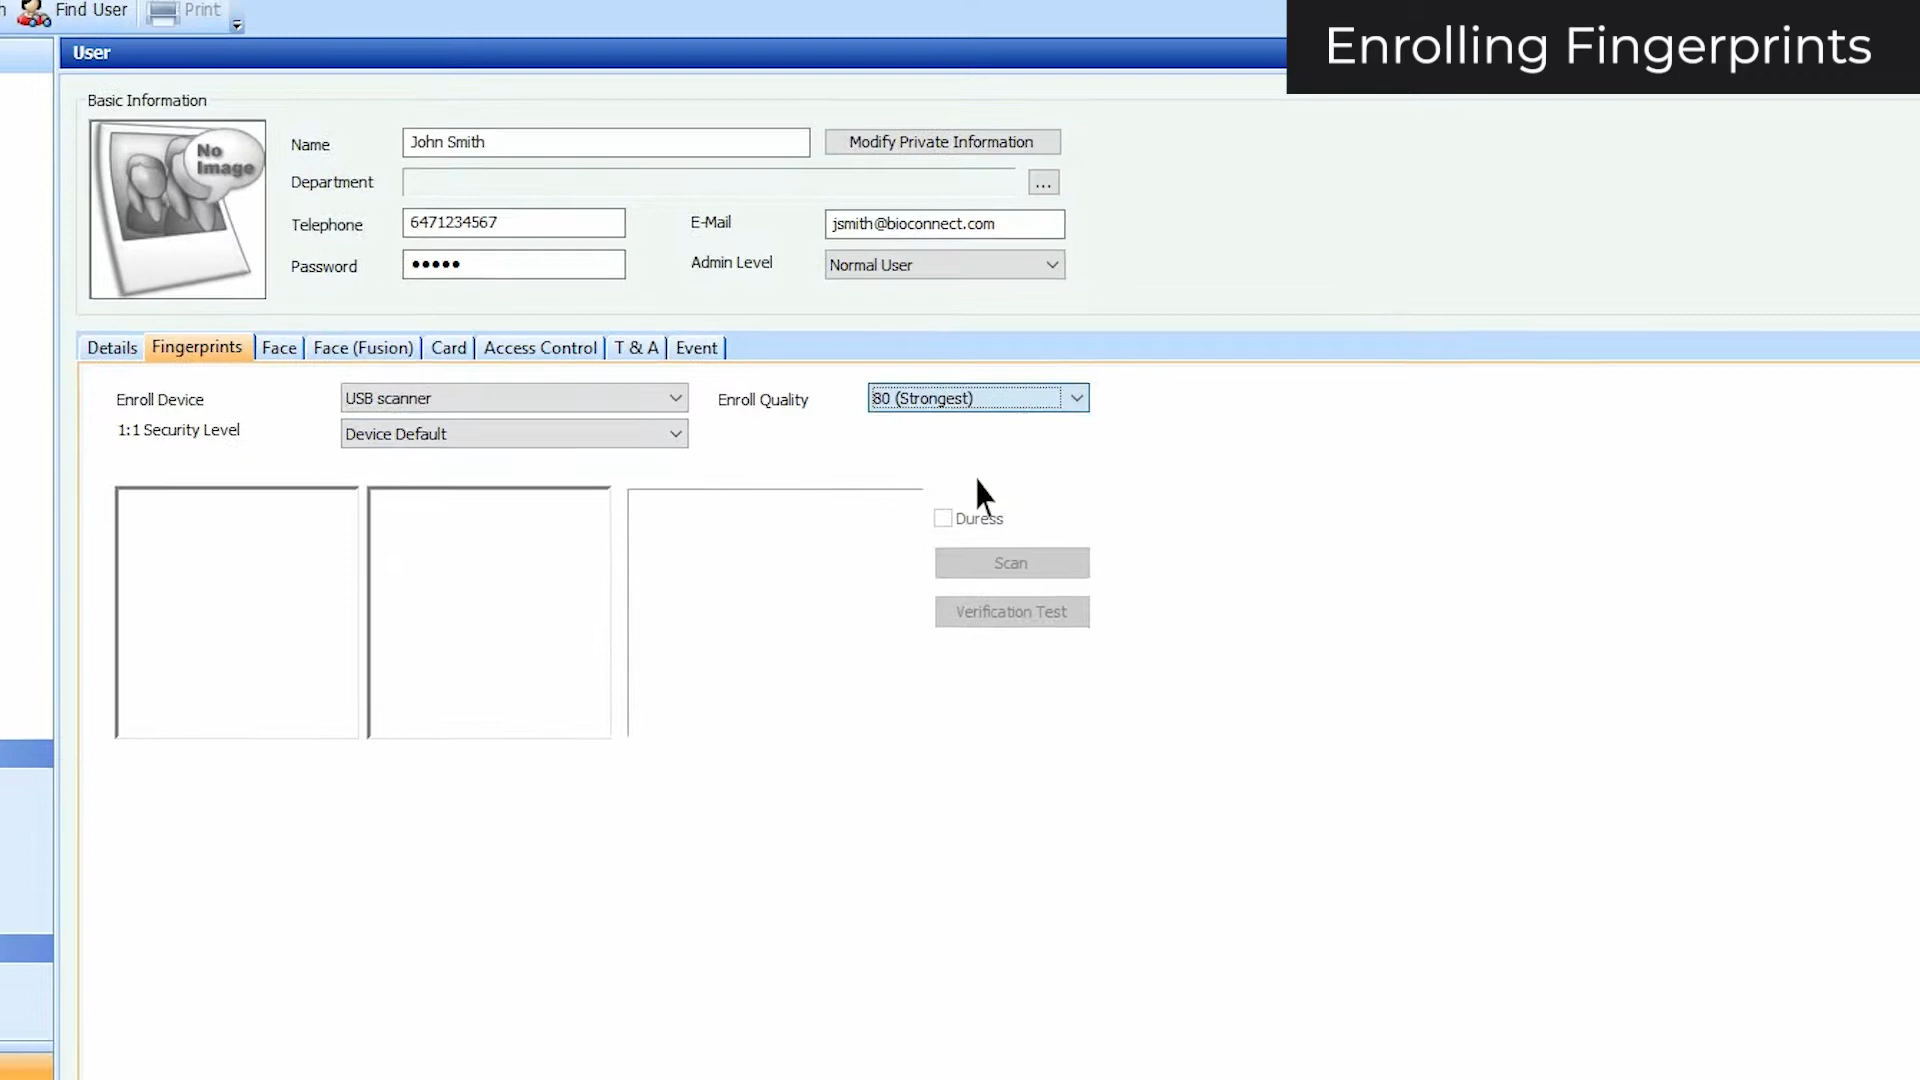 Find User
Print
Enrolling Fingerprints
User
Basic Information
No
Image
Name
John Smith
Modify Private Information
Department
...
Telephone
6471234567
E-Mail
jsmith@bioconnect.com
Password
•••••
Admin Level
Normal User
Details
Fingerprints
Face
Face (Fusion)
Card
Access Control
T & A
Event
Enroll Device
USB scanner
Enroll Quality
80 (Strongest)
1:1 Security Level
Device Default
Duress
Scan
Verification Test